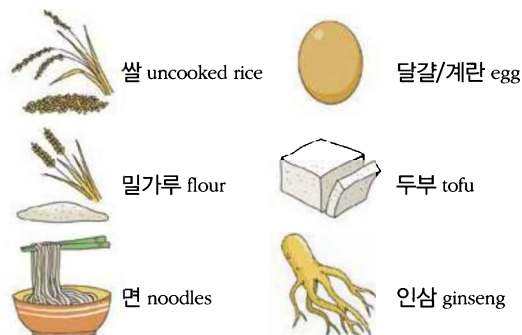 쌀 uncooked rice
달걀/계란 egg
밀가루 flour
두부 tofu
면 noodles
인삼 ginseng